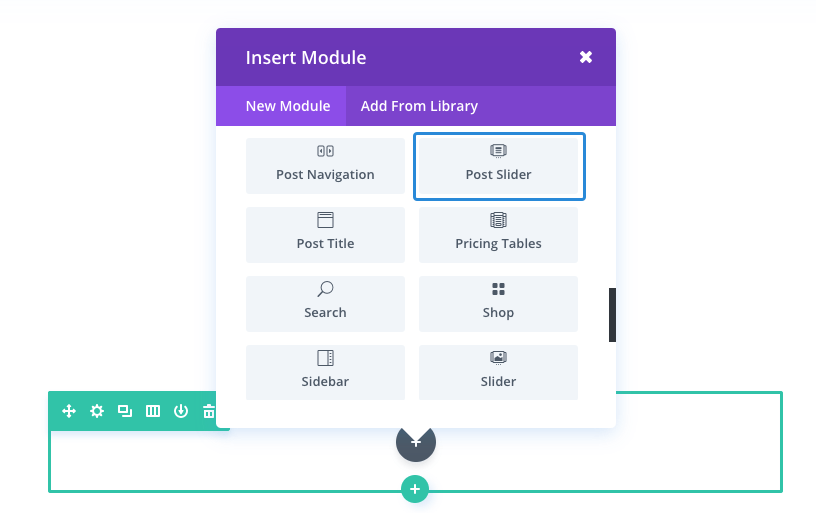 Insert Module
New Module
Add From Library
Post Navigation
Post Slider
Post Title
Pricing Tables
Search
Shop
Sidebar
Slider